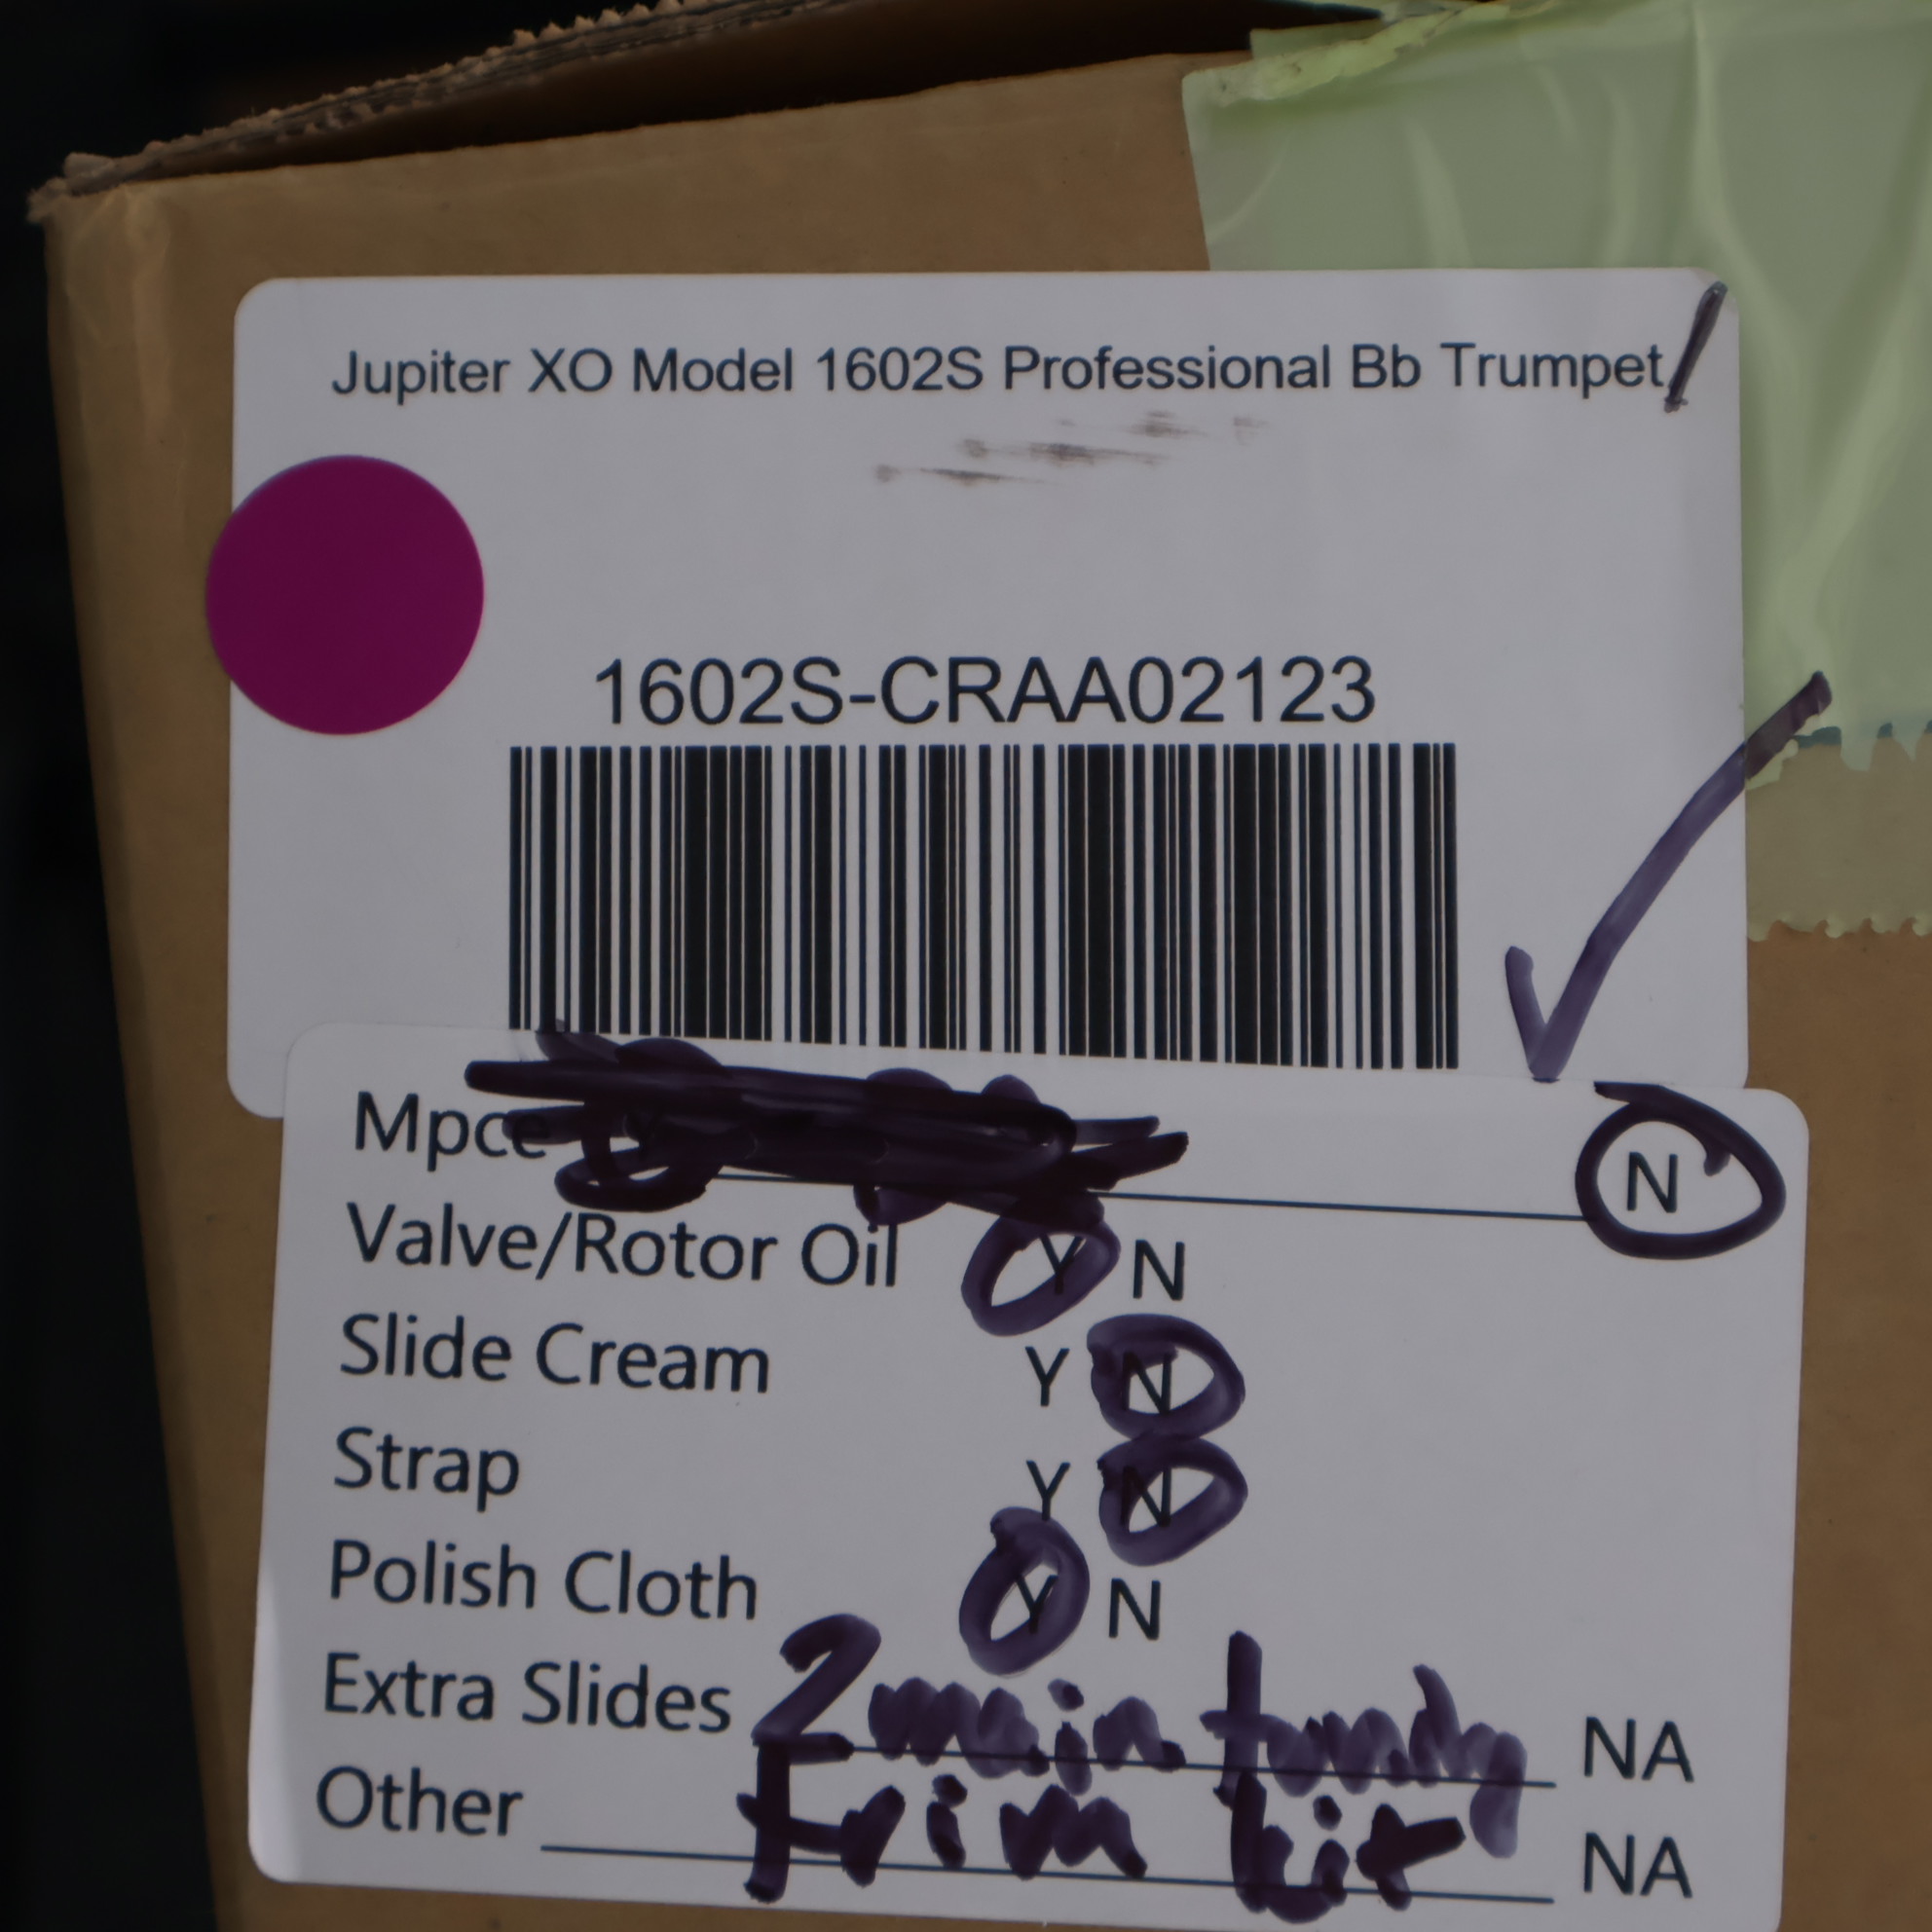 Jupiter XO Model 1602S Professional Bb Trumpet
1602S-CRAA02123
Mpce N
Valve/Rotor Oil Y N
Slide Cream Y N
Strap Y N
Polish Cloth Y N
Extra Slides 2 main tuning NA
Other trim kit NA